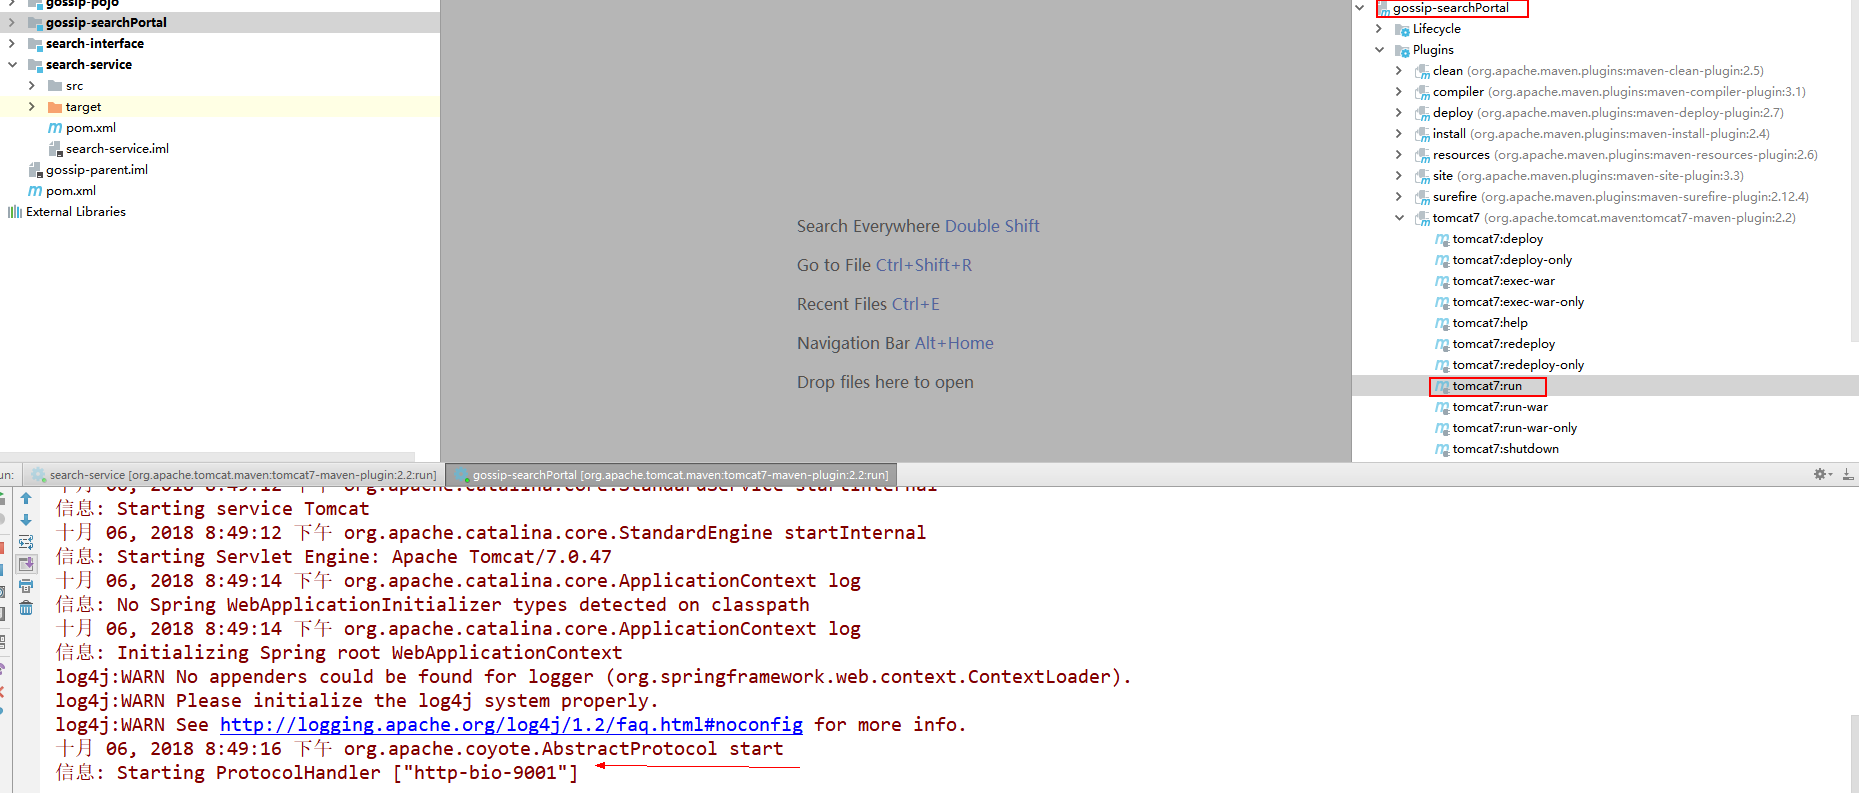 gossip-pojo
gossip-searchPortal
search-interface
search-service
src
target
pom.xml
search-service.iml
gossip-parent.iml
pom.xml
External Libraries
Search Everywhere Double Shift
Go to File Ctrl+Shift+R
Recent Files Ctrl+E
Navigation Bar Alt+Home
Drop files here to open
gossip-searchPortal
Lifecycle
Plugins
clean (org.apache.maven.plugins:maven-clean-plugin:2.5)
compiler (org.apache.maven.plugins:maven-compiler-plugin:3.1)
deploy (org.apache.maven.plugins:maven-deploy-plugin:2.7)
install (org.apache.maven.plugins:maven-install-plugin:2.4)
resources (org.apache.maven.plugins:maven-resources-plugin:2.6)
site (org.apache.maven.plugins:maven-site-plugin:3.3)
surefire (org.apache.maven.plugins:maven-surefire-plugin:2.12.4)
tomcat7 (org.apache.tomcat.maven:tomcat7-maven-plugin:2.2)
tomcat7:deploy
tomcat7:deploy-only
tomcat7:exec-war
tomcat7:exec-war-only
tomcat7:help
tomcat7:redeploy
tomcat7:redeploy-only
tomcat7:run
tomcat7:run-war
tomcat7:run-war-only
tomcat7:shutdown
un: search-service [org.apache.tomcat.maven:tomcat7-maven-plugin:2.2:run] gossip-searchPortal [org.apache.tomcat.maven:tomcat7-maven-plugin:2.2:run]
十月 06, 2018 8:49:12 下午 org.apache.catalina.core.StandardService startInternal
信息: Starting service Tomcat
十月 06, 2018 8:49:12 下午 org.apache.catalina.core.StandardEngine startInternal
信息: Starting Servlet Engine: Apache Tomcat/7.0.47
十月 06, 2018 8:49:14 下午 org.apache.catalina.core.ApplicationContext log
信息: No Spring WebApplicationInitializer types detected on classpath
十月 06, 2018 8:49:14 下午 org.apache.catalina.core.ApplicationContext log
信息: Initializing Spring root WebApplicationContext
log4j:WARN No appenders could be found for logger (org.springframework.web.context.ContextLoader).
log4j:WARN Please initialize the log4j system properly.
log4j:WARN See http://logging.apache.org/log4j/1.2/faq.html#noconfig for more info.
十月 06, 2018 8:49:16 下午 org.apache.coyote.AbstractProtocol start
信息: Starting ProtocolHandler ["http-bio-9001"]